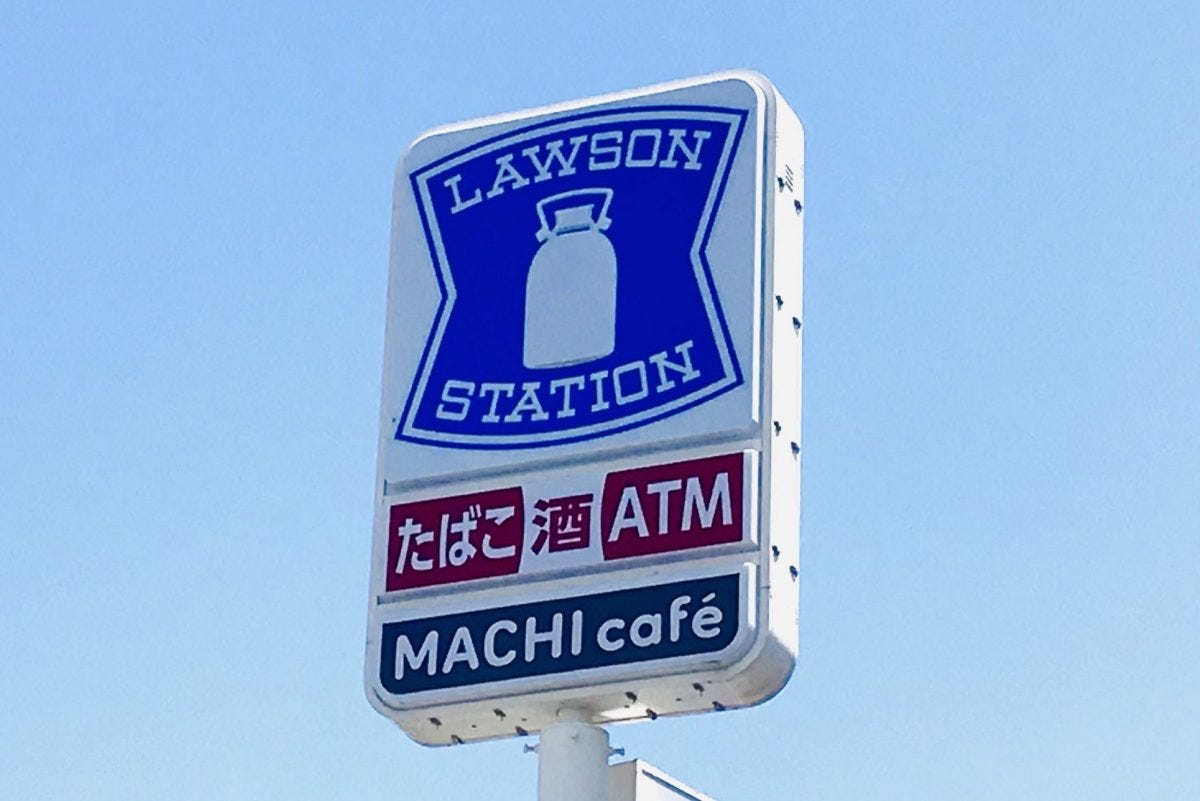 LAWSON
STATION
たばこ 酒 ATM
MACHI café